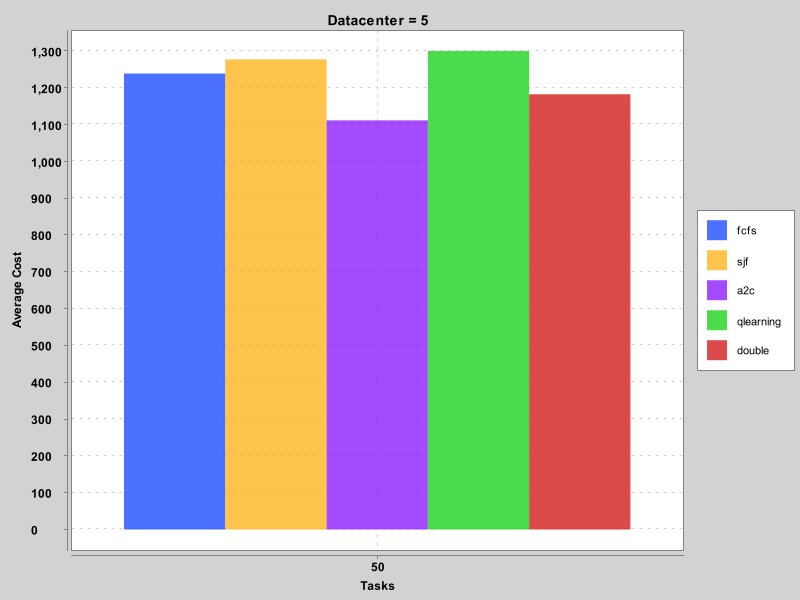 Datacenter = 5
1,300
1,200
1,100
1,000
900
800
700
600
500
400
300
200
100
0
Average Cost
50
Tasks
fcfs
sjf
a2c
qlearning
double